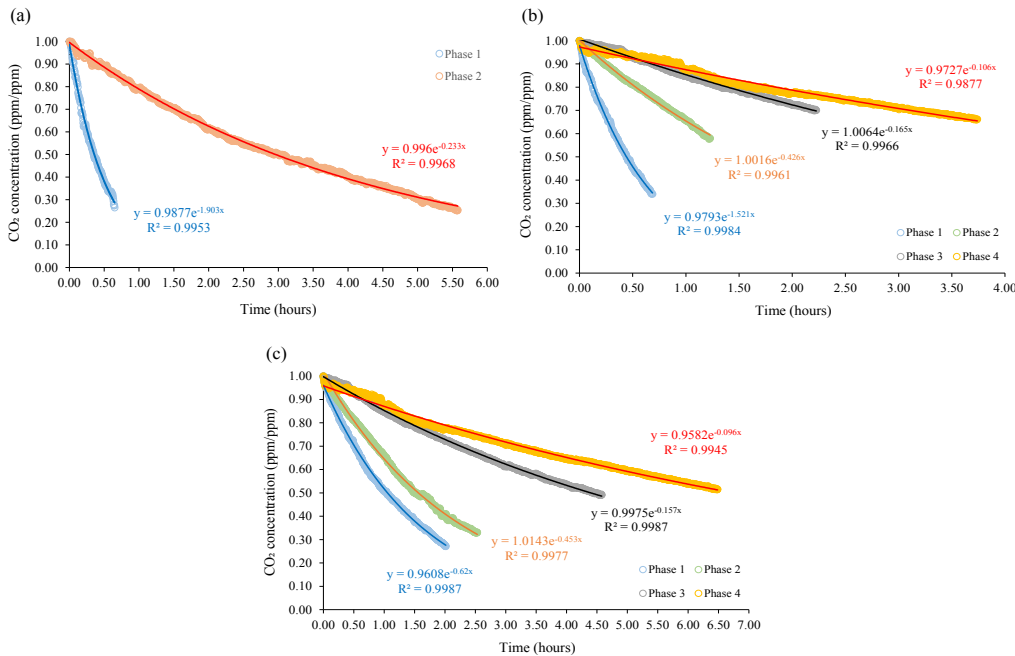 (a)
CO₂ concentration (ppm/ppm)
1.00
0.90
0.80
0.70
0.60
0.50
0.40
0.30
0.20
0.10
0.00
Phase 1
Phase 2
y = 0.996e^-0.233x
R² = 0.9968
y = 0.9877e^-1.903x
R² = 0.9953
0.00 0.50 1.00 1.50 2.00 2.50 3.00 3.50 4.00 4.50 5.00 5.50 6.00
Time (hours)
(b)
CO₂ concentration (ppm/ppm)
1.00
0.90
0.80
0.70
0.60
0.50
0.40
0.30
0.20
0.10
0.00
y = 0.9727e^-0.106x
R² = 0.9877
y = 1.0064e^-0.165x
R² = 0.9966
y = 1.0016e^-0.426x
R² = 0.9961
y = 0.9793e^-1.521x
R² = 0.9984
Phase 1 Phase 2
Phase 3 Phase 4
0.00 0.50 1.00 1.50 2.00 2.50 3.00 3.50 4.00
Time (hours)
(c)
CO₂ concentration (ppm/ppm)
1.00
0.90
0.80
0.70
0.60
0.50
0.40
0.30
0.20
0.10
0.00
y = 0.9582e^-0.096x
R² = 0.9945
y = 0.9975e^-0.157x
R² = 0.9987
y = 1.0143e^-0.453x
R² = 0.9977
y = 0.9608e^-0.62x
R² = 0.9987
Phase 1 Phase 2
Phase 3 Phase 4
0.00 0.50 1.00 1.50 2.00 2.50 3.00 3.50 4.00 4.50 5.00 5.50 6.00 6.50 7.00
Time (hours)